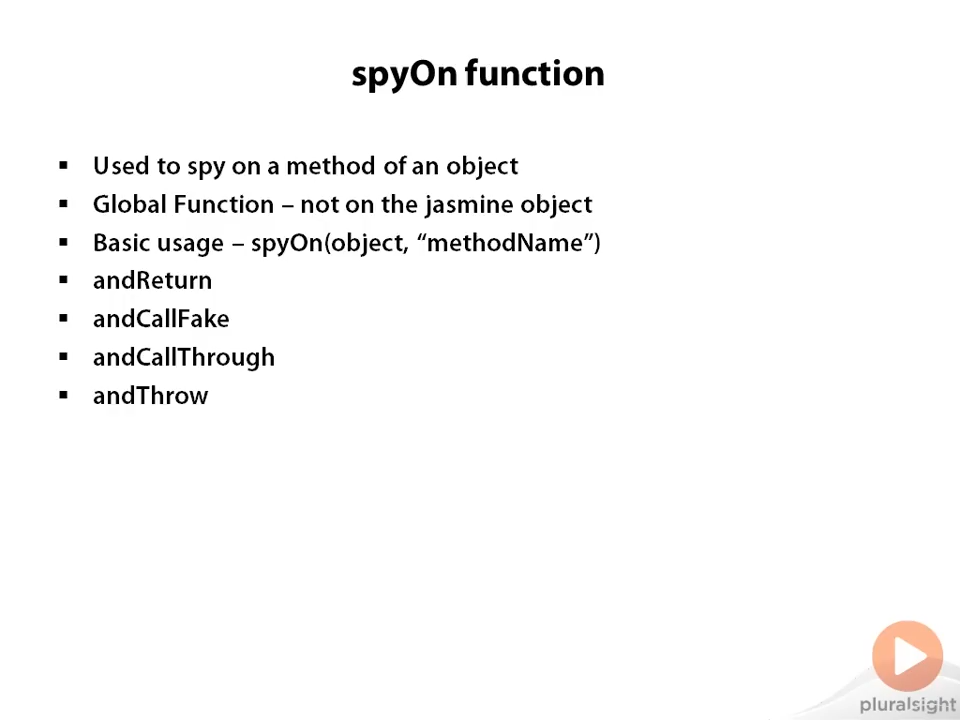 spyOn function
▪ Used to spy on a method of an object
▪ Global Function – not on the jasmine object
▪ Basic usage – spyOn(object, “methodName”)
▪ andReturn
▪ andCallFake
▪ andCallThrough
▪ andThrow
pluralsight